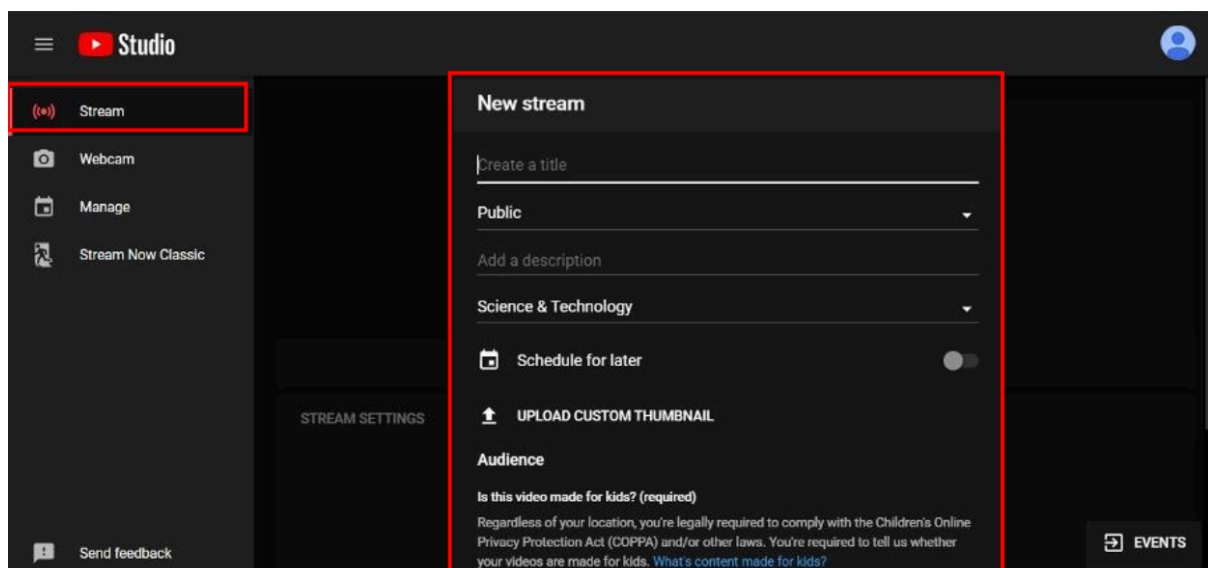 Studio
Stream
Webcam
Manage
Stream Now Classic
Send feedback
STREAM SETTINGS
New stream
Create a title
Public
Add a description
Science & Technology
Schedule for later
UPLOAD CUSTOM THUMBNAIL
Audience
Is this video made for kids? (required)
Regardless of your location, you're legally required to comply with the Children's Online
Privacy Protection Act (COPPA) and/or other laws. You're required to tell us whether
your videos are made for kids. What's content made for kids?
EVENTS